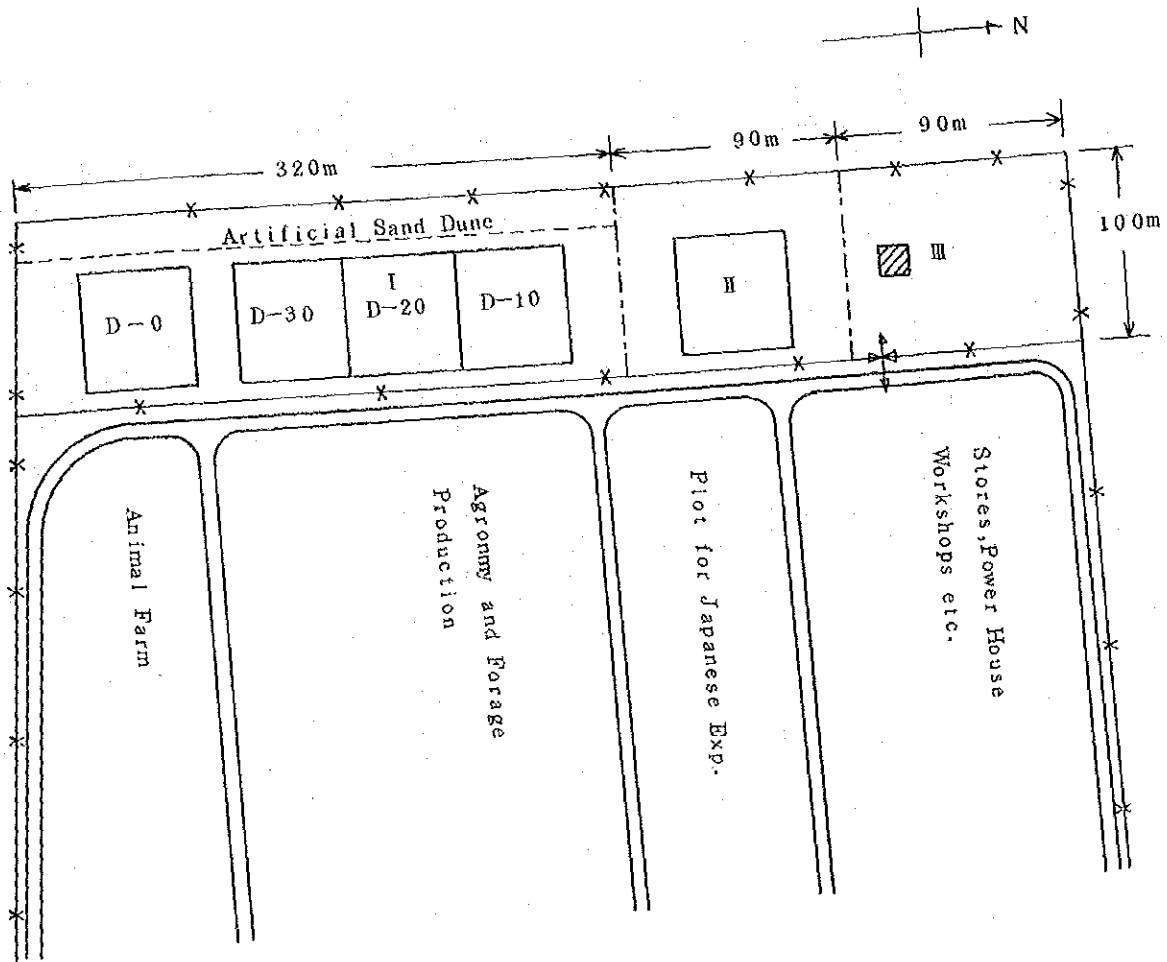 N
320m
90m
90m
100m
Artificial Sand Dune
D-0
D-30
I
D-20
D-10
II
III
Animal Farm
Agronmy and Forage
Production
Plot for Japanese Exp.
Stores, Power House
Workshops etc.